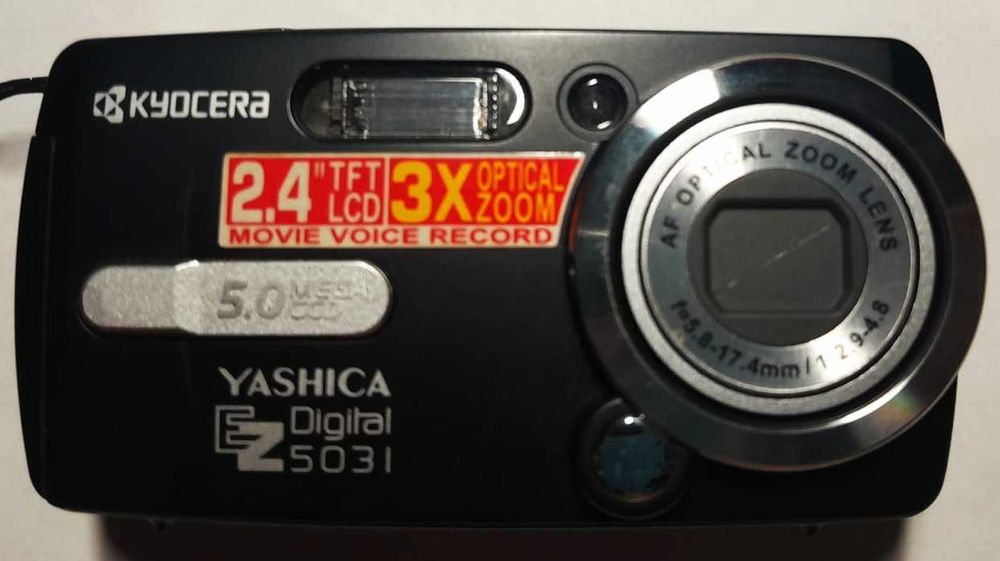 KYOCERA
2.4" TFT LCD 3X OPTICAL ZOOM
MOVIE VOICE RECORD
5.0 MEGA CCD
YASHICA
EZ Digital 5031
AF OPTICAL ZOOM LENS
f=5.8-17.4mm/1:2.9-4.8